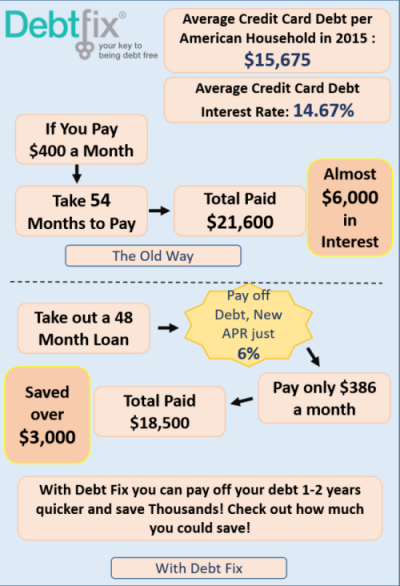 Debtfix®
your key to
being debt free
Average Credit Card Debt per
American Household in 2015 :
$15,675
Average Credit Card Debt
Interest Rate: 14.67%
If You Pay
$400 a Month
Take 54
Months to Pay
Total Paid
$21,600
Almost
$6,000
in
Interest
The Old Way
Take out a 48
Month Loan
Pay off
Debt, New
APR just
6%
Pay only $386
a month
Total Paid
$18,500
Saved
over
$3,000
With Debt Fix you can pay off your debt 1-2 years
quicker and save Thousands! Check out how much
you could save!
With Debt Fix